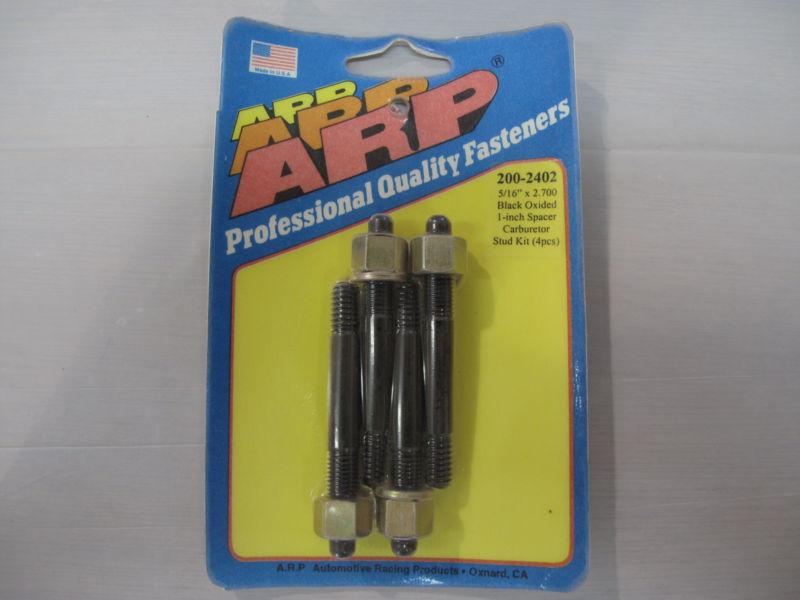 Made In U.S.A
ARP
ARP
ARP®
Professional Quality Fasteners
200-2402
5/16" x 2.700
Black Oxided
1-inch Spacer
Carburetor
Stud Kit (4pcs)
A.R.P Automotive Racing Products • Oxnard, CA